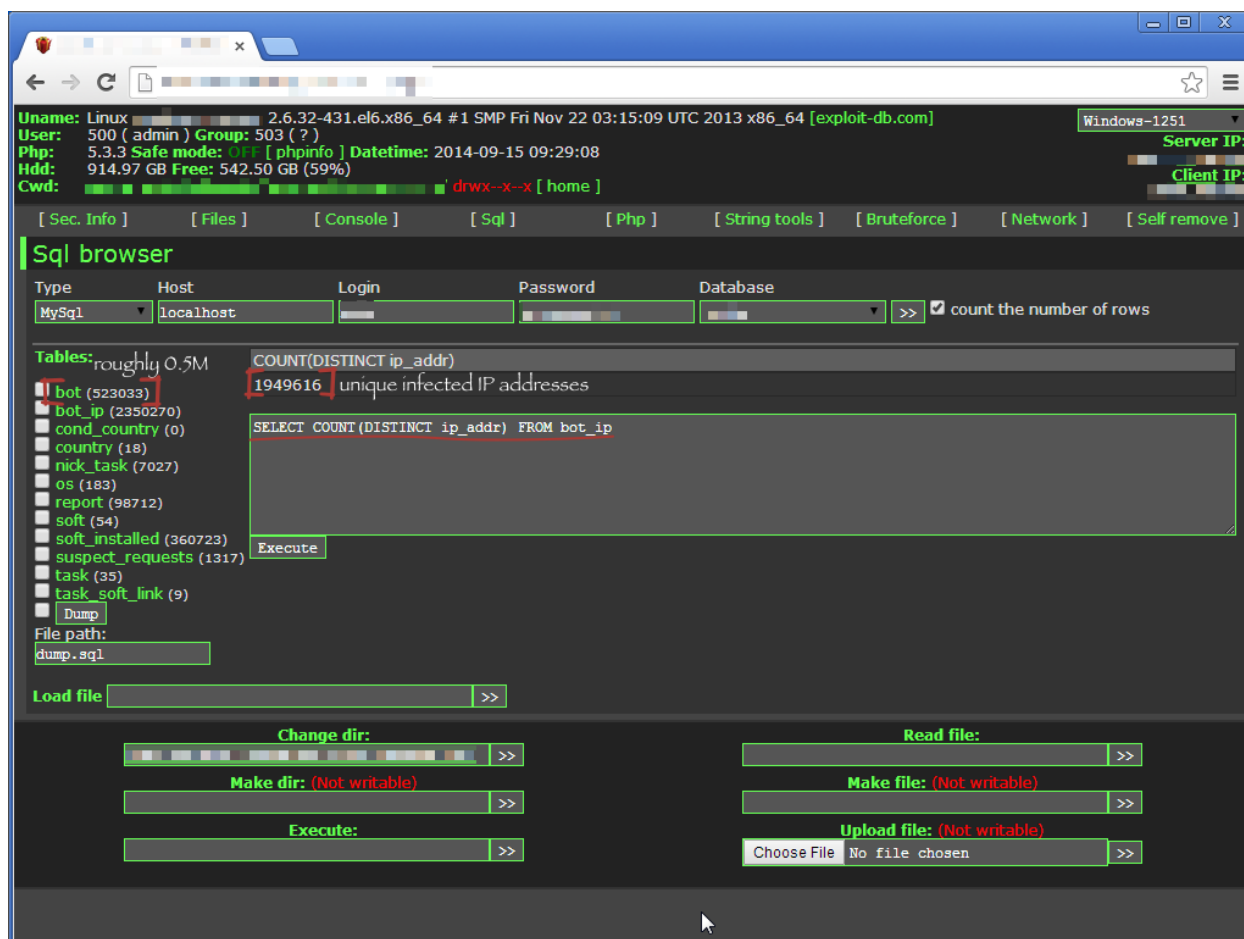 Uname: Linux 2.6.32-431.el6.x86_64 #1 SMP Fri Nov 22 03:15:09 UTC 2013 x86_64 [exploit-db.com]
Windows-1251
User: 500 ( admin ) Group: 503 ( ? )
Server IP:
Php: 5.3.3 Safe mode: OFF [ phpinfo ] Datetime: 2014-09-15 09:29:08
Hdd: 914.97 GB Free: 542.50 GB (59%)
Client IP:
Cwd: drwx--x--x [ home ]
[ Sec. Info ] [ Files ] [ Console ] [ Sql ] [ Php ] [ String tools ] [ Bruteforce ] [ Network ] [ Self remove ]
Sql browser
Type Host Login Password Database
MySql localhost >> count the number of rows
Tables: roughly 0.5M
COUNT(DISTINCT ip_addr)
1949616 unique infected IP addresses
bot (523033)
bot_ip (2350270)
cond_country (0)
country (18)
nick_task (7027)
os (183)
report (98712)
soft (54)
soft_installed (360723)
suspect_requests (1317)
task (35)
task_soft_link (9)
Dump
File path:
dump.sql
SELECT COUNT(DISTINCT ip_addr) FROM bot_ip
Execute
Load file >>
Change dir:
>>
Read file:
>>
Make dir: (Not writable)
>>
Make file: (Not writable)
>>
Execute:
>>
Upload file: (Not writable)
Choose File No file chosen >>